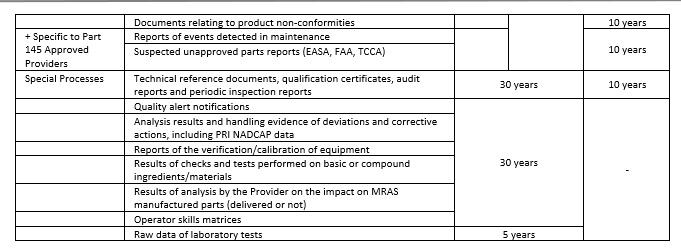 Documents relating to product non-conformities 10 years
+ Specific to Part Reports of events detected in maintenance
145 Approved Suspected unapproved parts reports (EASA, FAA, TCCA) 10 years
Providers
Special Processes Technical reference documents, qualification certificates, audit 30 years 10 years
reports and periodic inspection reports
Quality alert notifications
Analysis results and handling evidence of deviations and corrective
actions, including PRI NADCAP data
Reports of the verification/calibration of equipment
Results of checks and tests performed on basic or compound 30 years -
ingredients/materials
Results of analysis by the Provider on the impact on MRAS
manufactured parts (delivered or not)
Operator skills matrices
Raw data of laboratory tests 5 years